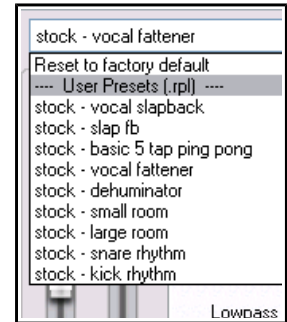 stock - vocal fattener
Reset to factory default
---- User Presets (.rpl) ----
stock - vocal slapback
stock - slap fb
stock - basic 5 tap ping pong
stock - vocal fattener
stock - dehuminator
stock - small room
stock - large room
stock - snare rhythm
stock - kick rhythm
Lowpass